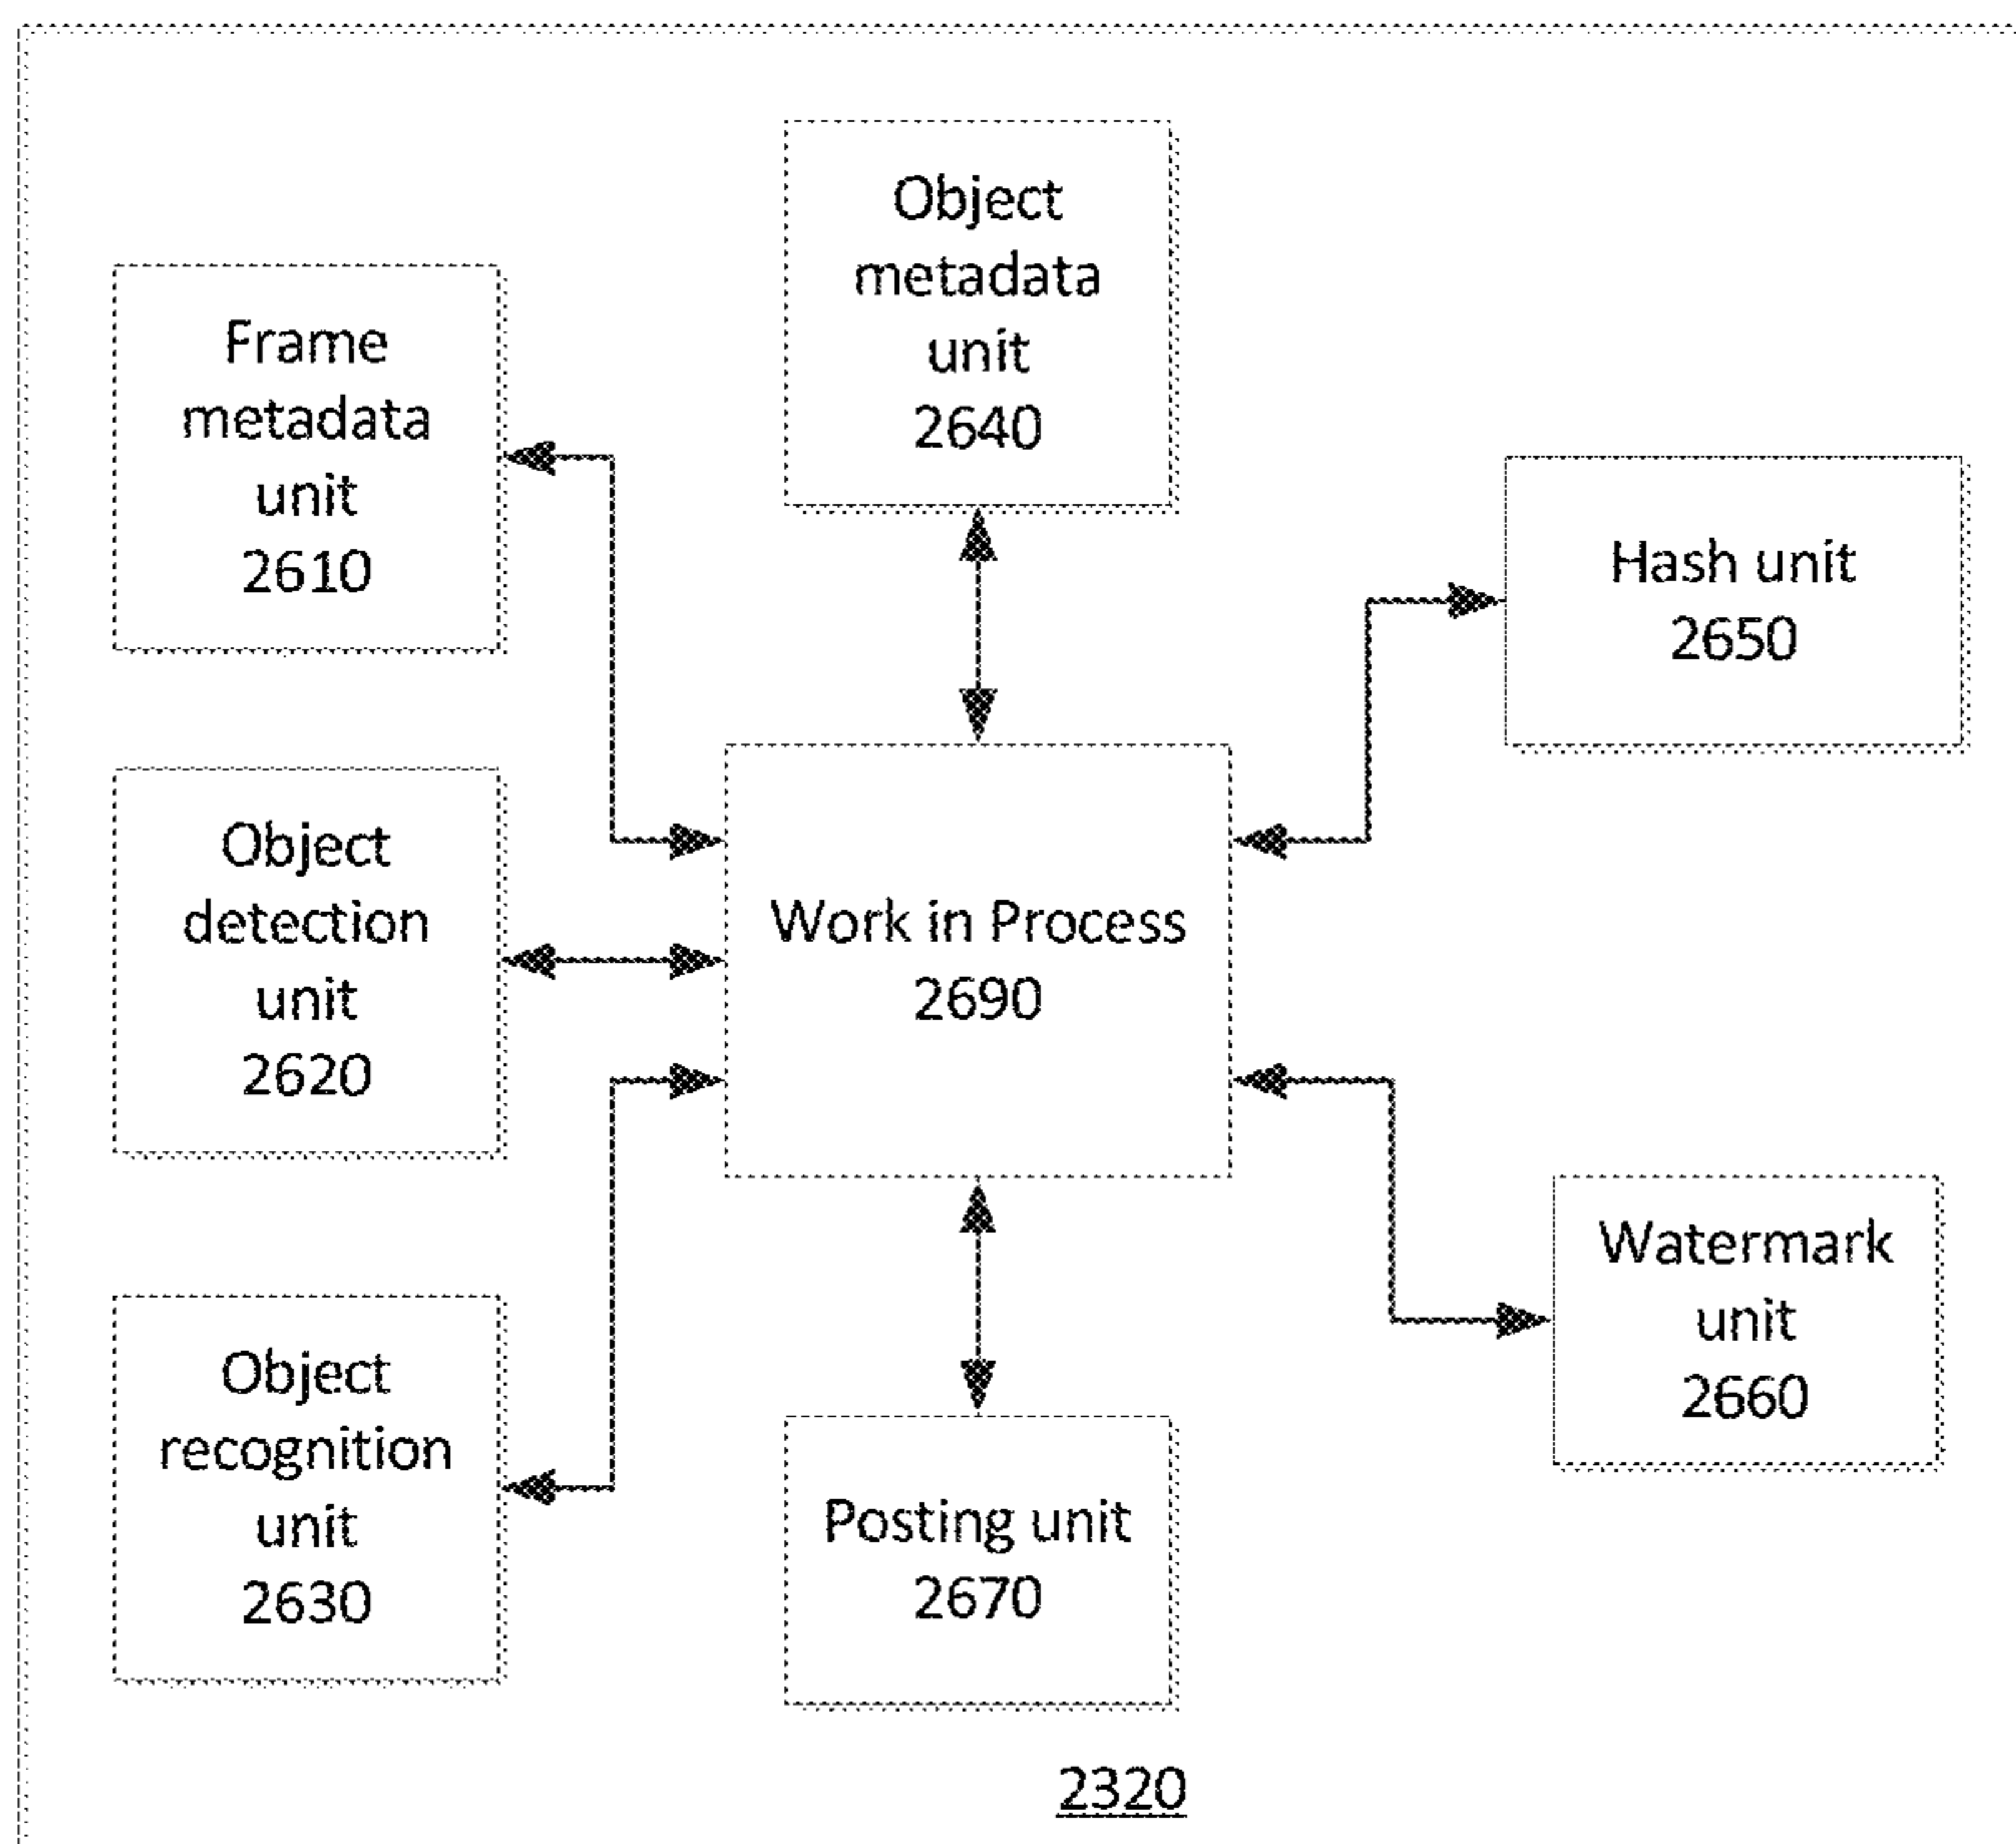 Object
metadata
unit
2640
Frame
metadata
unit
2610
Hash unit
2650
Object
detection
unit
2620
Work in Process
2690
Object
recognition
unit
2630
Watermark
unit
2660
Posting unit
2670
2320